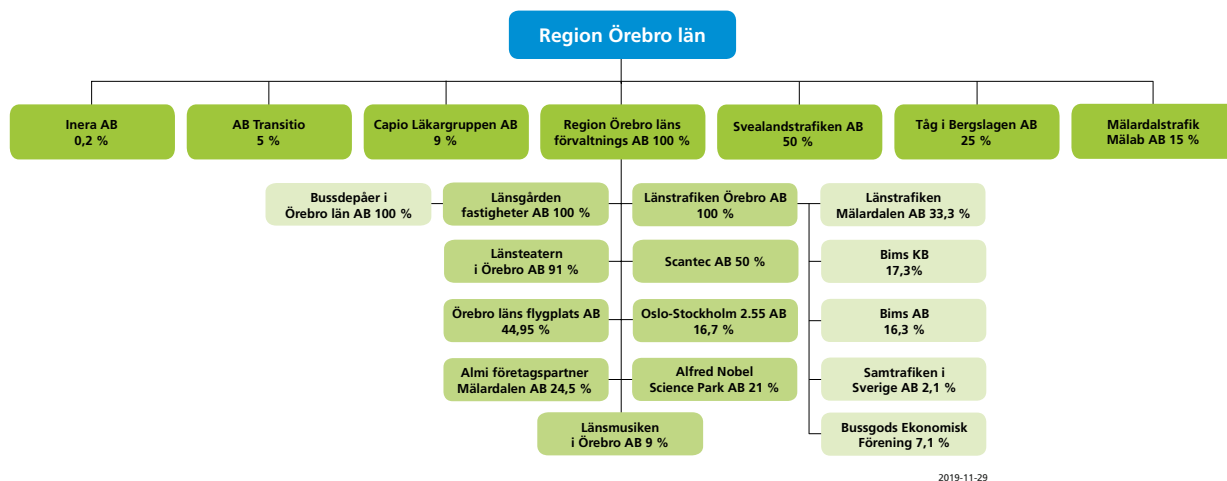 Region Örebro län
Inera AB
0,2 %
AB Transitio
5 %
Capio Läkargruppen AB
9 %
Region Örebro läns
förvaltnings AB 100 %
Svealandstrafiken AB
50 %
Tåg i Bergslagen AB
25 %
Mälardalstrafik
Mälab AB 15 %
Bussdepåer i
Örebro län AB 100 %
Länsgården
fastigheter AB 100 %
Länstrafiken Örebro AB
100 %
Länstrafiken
Mälardalen AB 33,3 %
Länsteatern
i Örebro AB 91 %
Scantec AB 50 %
Bims KB
17,3%
Örebro läns flygplats AB
44,95 %
Oslo-Stockholm 2.55 AB
16,7 %
Bims AB
16,3 %
Almi företagspartner
Mälardalen AB 24,5 %
Alfred Nobel
Science Park AB 21 %
Samtrafiken i
Sverige AB 2,1 %
Länsmusiken
i Örebro AB 9 %
Bussgods Ekonomisk
Förening 7,1 %
2019-11-29